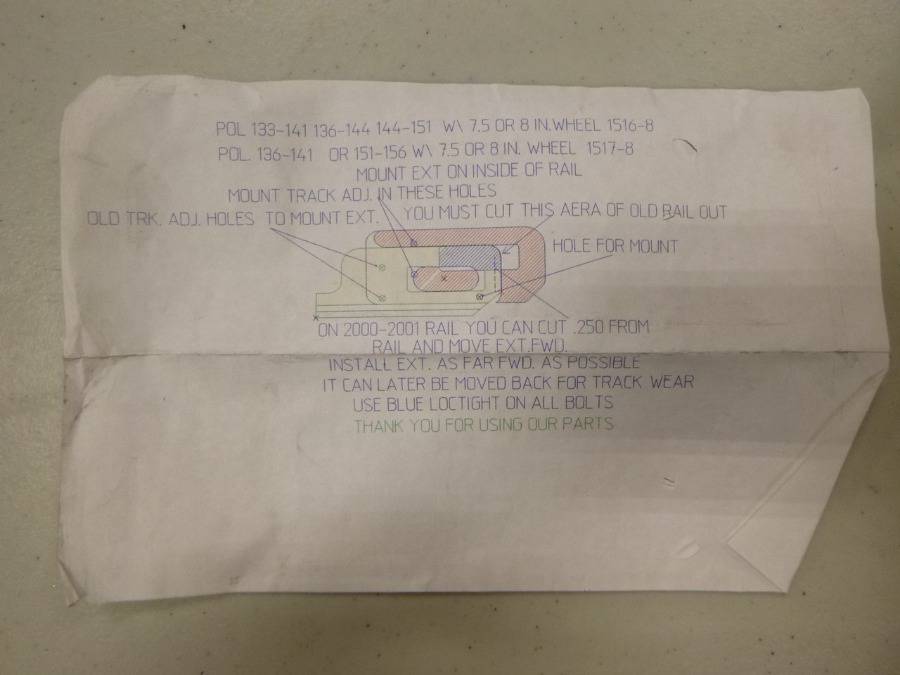 POL 133-141 136-144 144-151 W\ 7.5 OR 8 IN.WHEEL 1516-8
POL. 136-141 OR 151-156 W\ 7.5 OR 8 IN. WHEEL 1517-8
MOUNT EXT ON INSIDE OF RAIL
MOUNT TRACK ADJ. IN THESE HOLES
OLD TRK. ADJ. HOLES TO MOUNT EXT.
YOU MUST CUT THIS AERA OF OLD RAIL OUT
HOLE FOR MOUNT
ON 2000-2001 RAIL YOU CAN CUT .250 FROM
RAIL AND MOVE EXT.FWD.
INSTALL EXT. AS FAR FWD. AS POSSIBLE
IT CAN LATER BE MOVED BACK FOR TRACK WEAR
USE BLUE LOCTIGHT ON ALL BOLTS
THANK YOU FOR USING OUR PARTS